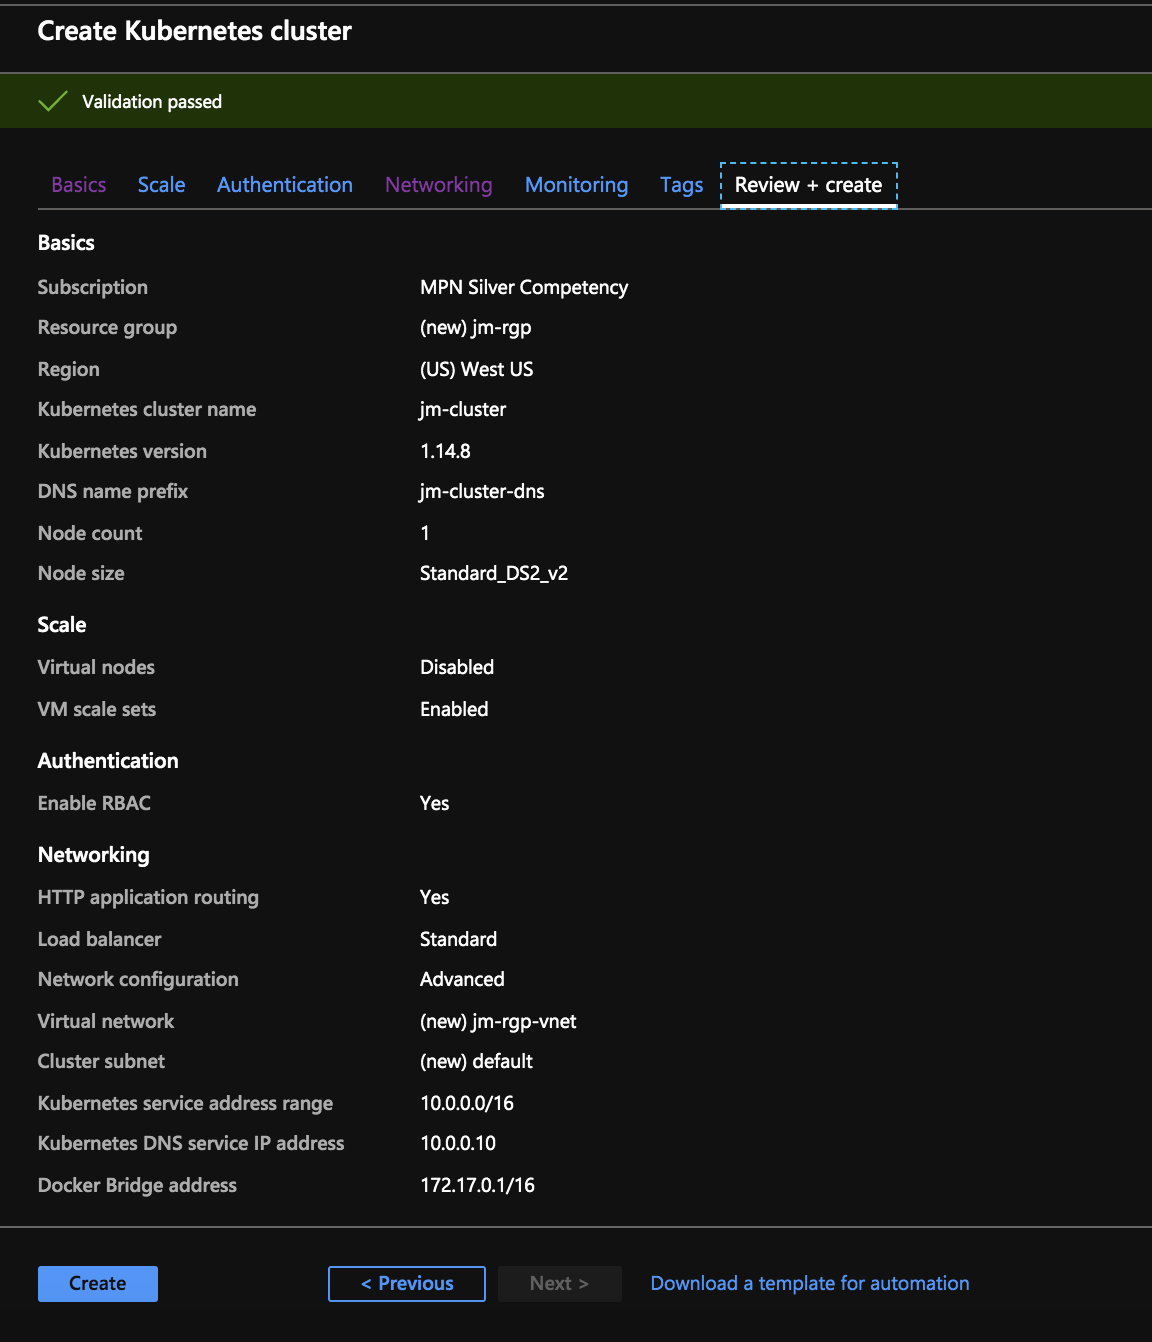 Create Kubernetes cluster
Validation passed
Basics Scale Authentication Networking Monitoring Tags Review + create
Basics
Subscription MPN Silver Competency
Resource group (new) jm-rgp
Region (US) West US
Kubernetes cluster name jm-cluster
Kubernetes version 1.14.8
DNS name prefix jm-cluster-dns
Node count 1
Node size Standard_DS2_v2
Scale
Virtual nodes Disabled
VM scale sets Enabled
Authentication
Enable RBAC Yes
Networking
HTTP application routing Yes
Load balancer Standard
Network configuration Advanced
Virtual network (new) jm-rgp-vnet
Cluster subnet (new) default
Kubernetes service address range 10.0.0.0/16
Kubernetes DNS service IP address 10.0.0.10
Docker Bridge address 172.17.0.1/16
Create < Previous Next > Download a template for automation